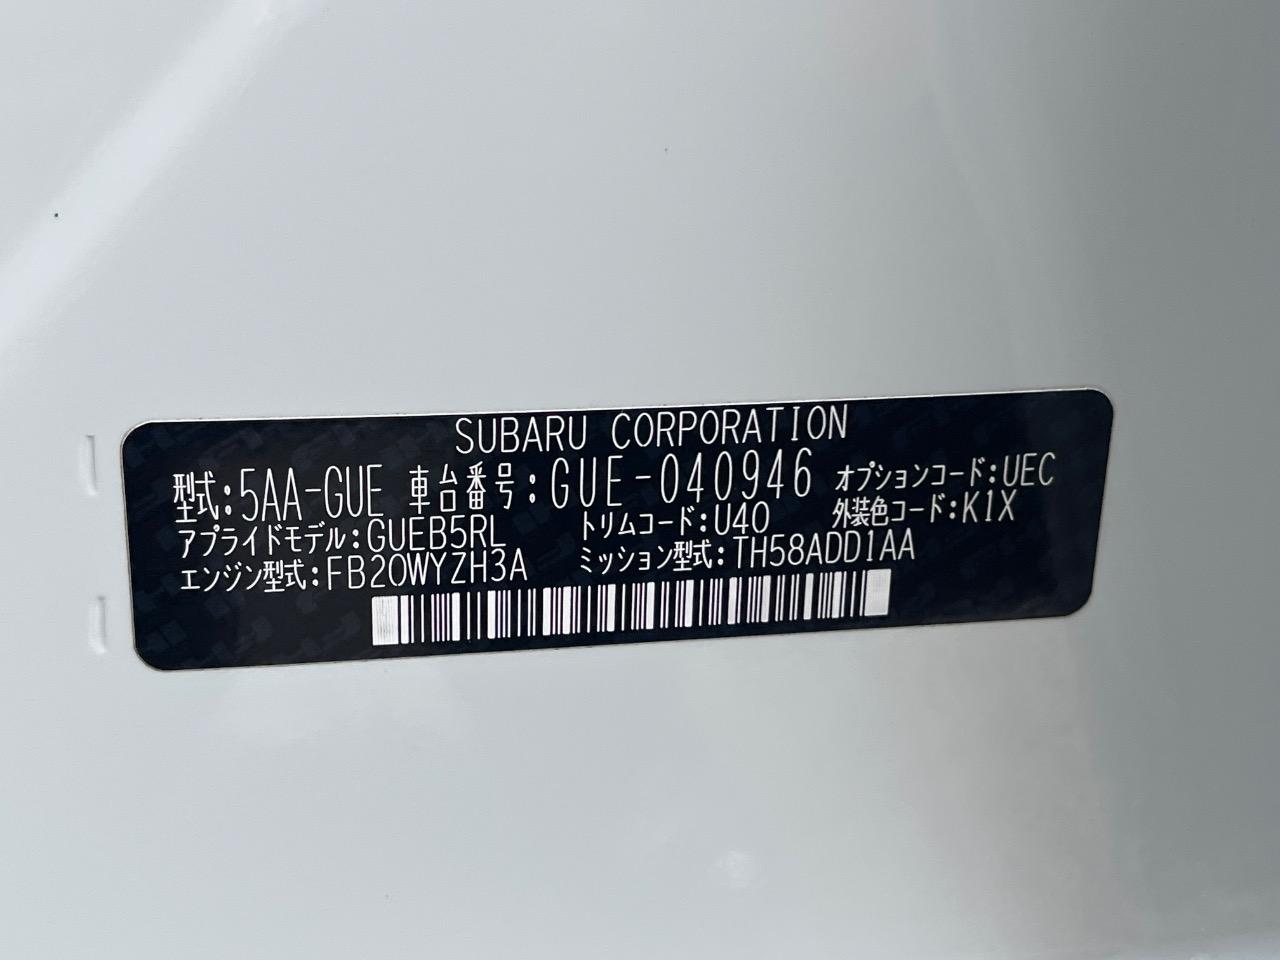 SUBARU CORPORATION
型式:5AA-GUE 車台番号:GUE-040946 オプションコード:UEC
アプライドモデル:GUEB5RL トリムコード:U40 外装色コード:K1X
エンジン型式:FB20WYZH3A ミッション型式:TH58ADD1AA